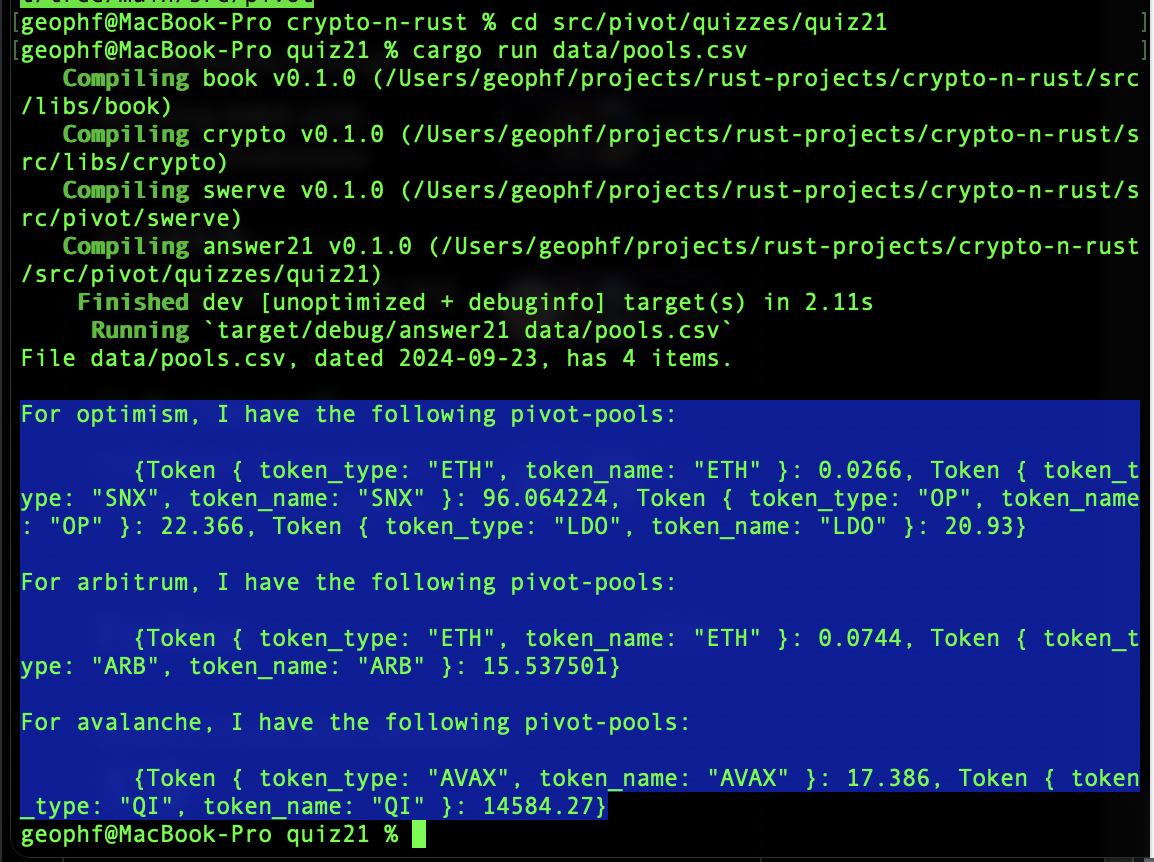 [geophf@MacBook-Pro crypto-n-rust % cd src/pivot/quizzes/quiz21 ]
[geophf@MacBook-Pro quiz21 % cargo run data/pools.csv ]
   Compiling book v0.1.0 (/Users/geophf/projects/rust-projects/crypto-n-rust/src
/libs/book)
   Compiling crypto v0.1.0 (/Users/geophf/projects/rust-projects/crypto-n-rust/s
rc/libs/crypto)
   Compiling swerve v0.1.0 (/Users/geophf/projects/rust-projects/crypto-n-rust/s
rc/pivot/swerve)
   Compiling answer21 v0.1.0 (/Users/geophf/projects/rust-projects/crypto-n-rust
/src/pivot/quizzes/quiz21)
    Finished dev [unoptimized + debuginfo] target(s) in 2.11s
     Running `target/debug/answer21 data/pools.csv`
File data/pools.csv, dated 2024-09-23, has 4 items.

For optimism, I have the following pivot-pools:

        {Token { token_type: "ETH", token_name: "ETH" }: 0.0266, Token { token_t
ype: "SNX", token_name: "SNX" }: 96.064224, Token { token_type: "OP", token_name
: "OP" }: 22.366, Token { token_type: "LDO", token_name: "LDO" }: 20.93}

For arbitrum, I have the following pivot-pools:

        {Token { token_type: "ETH", token_name: "ETH" }: 0.0744, Token { token_t
ype: "ARB", token_name: "ARB" }: 15.537501}

For avalanche, I have the following pivot-pools:

        {Token { token_type: "AVAX", token_name: "AVAX" }: 17.386, Token { token
_type: "QI", token_name: "QI" }: 14584.27}
geophf@MacBook-Pro quiz21 %